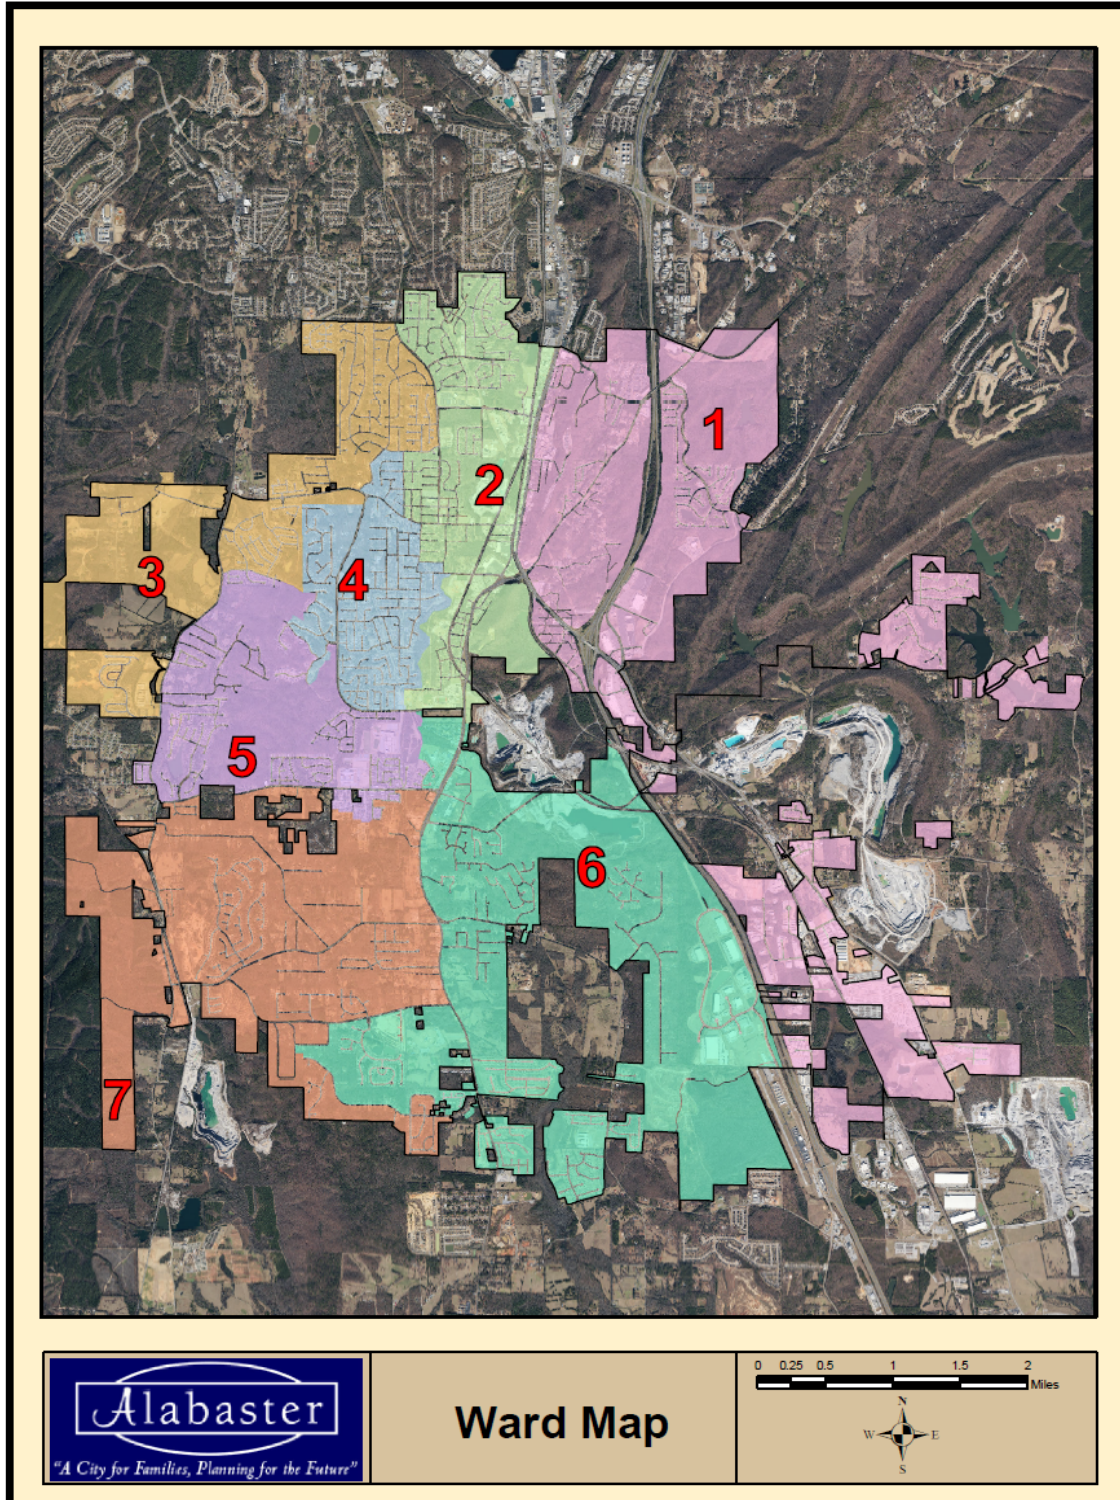 1
2
3
4
5
6
7
Alabaster
"A City for Families, Planning for the Future"
Ward Map
0 0.25 0.5 1 1.5 2
Miles
N
W E
S